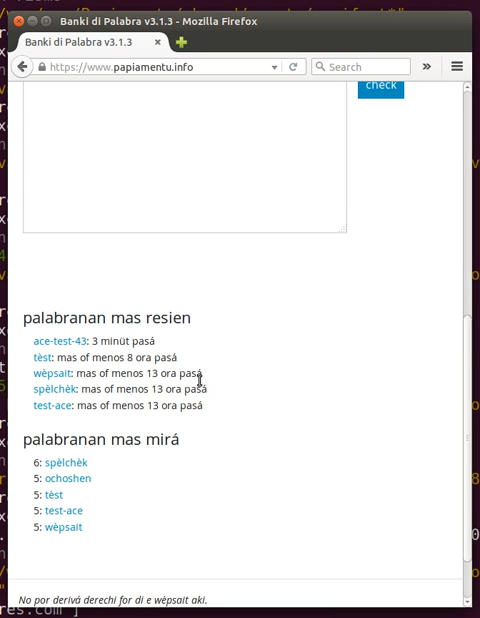 Banki di Palabra v3.1.3 - Mozilla Firefox
Banki di Palabra v3.1.3
https://www.papiamentu.info
Search
check
palabranan mas resien
ace-test-43: 3 minüt pasá
tèst: mas of menos 8 ora pasá
wèpsait: mas of menos 13 ora pasá
spèlchèk: mas of menos 13 ora pasá
test-ace: mas of menos 13 ora pasá
palabranan mas mirá
6: spèlchèk
5: ochoshen
5: tèst
5: test-ace
5: wèpsait
No por derivá derechi for di e wèpsait aki.
res.com ]